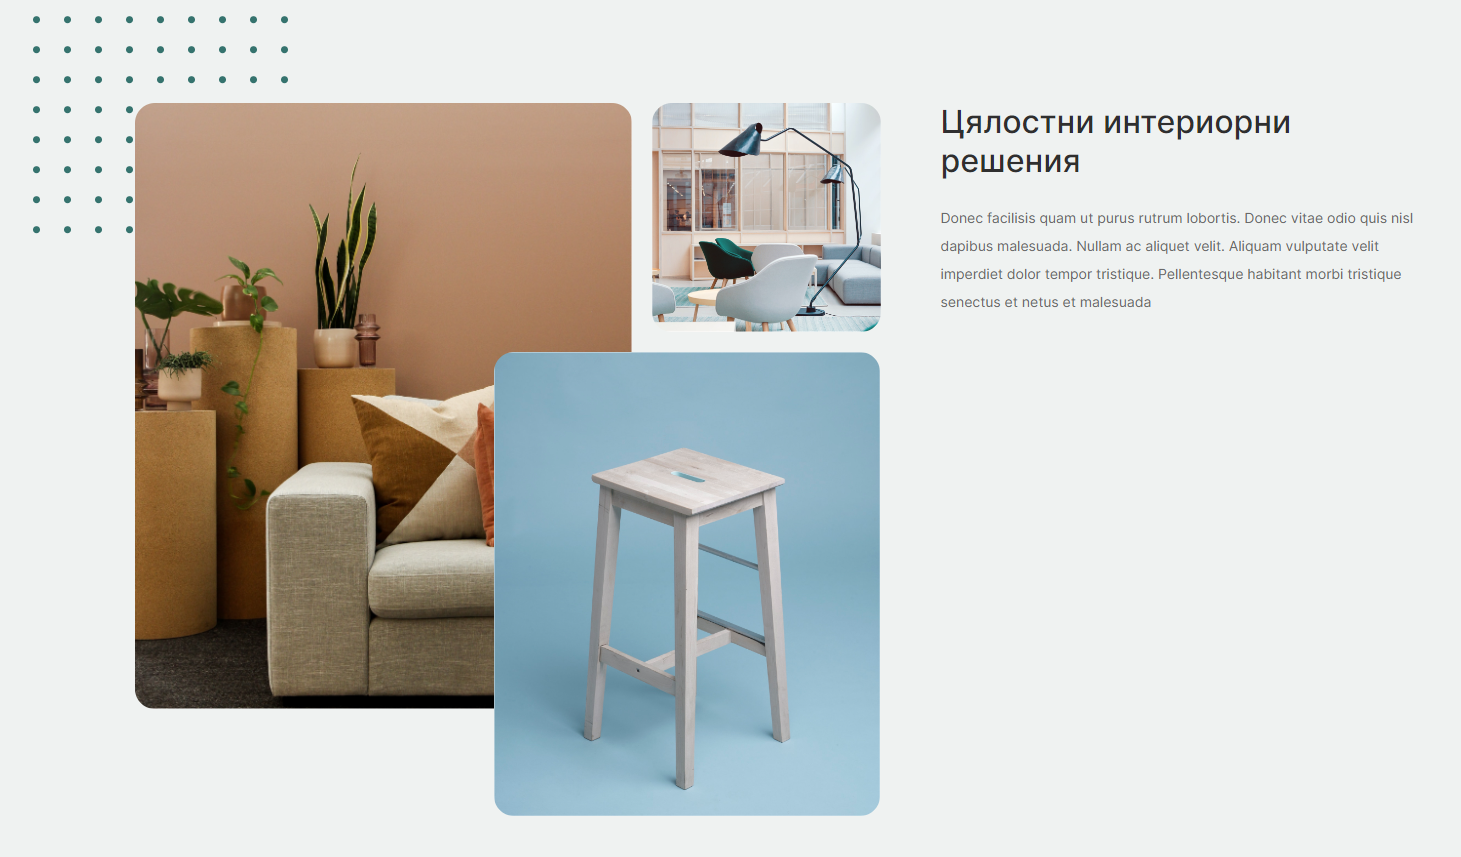 Цялостни интериорни
решения
Donec facilisis quam ut purus rutrum lobortis. Donec vitae odio quis nisl
dapibus malesuada. Nullam ac aliquet velit. Aliquam vulputate velit
imperdiet dolor tempor tristique. Pellentesque habitant morbi tristique
senectus et netus et malesuada